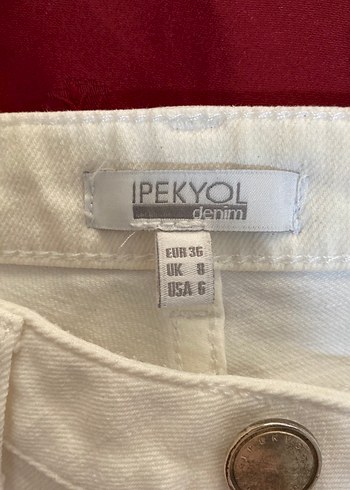 IPEKYOL
denim
EUR 36
UK 8
USA 6